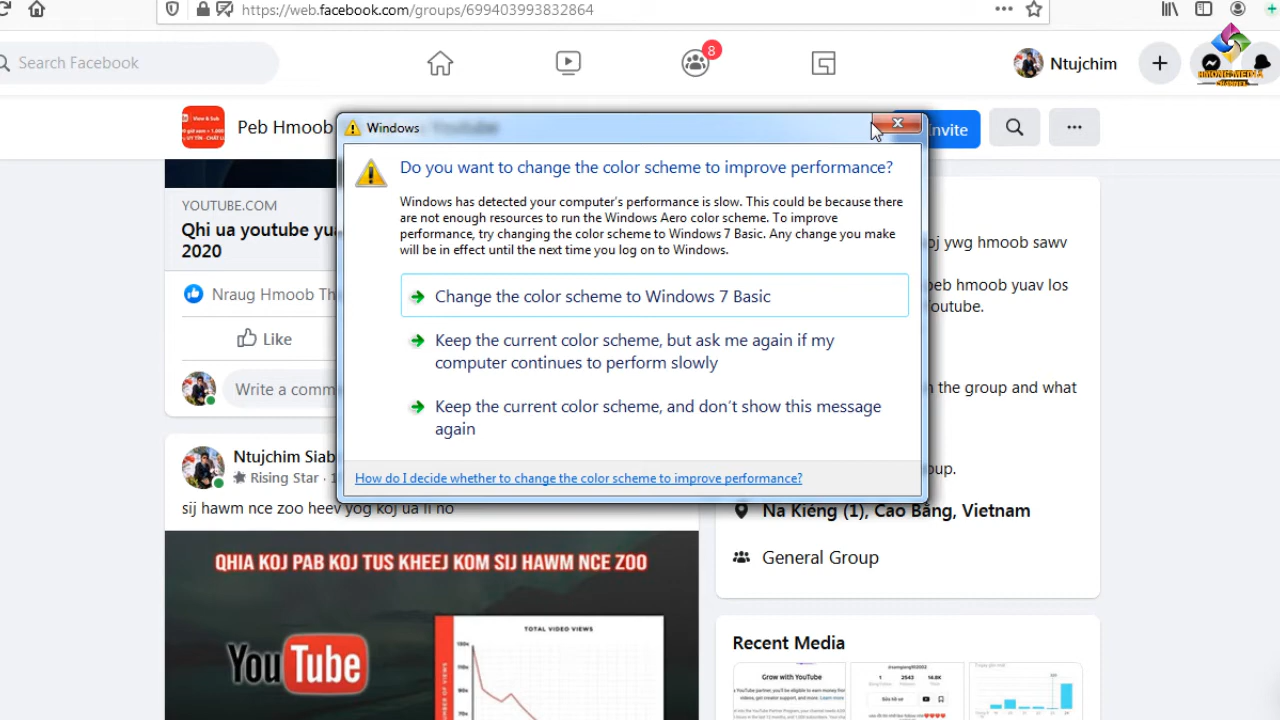 https://web.facebook.com/groups/699403993832864
Search Facebook
8
Ntujchim
HMONGMEDIA
CHANNEL
Peb Hmoob
Youtube
Invite
YOUTUBE.COM
Qhi ua youtube yua
2020
Nraug Hmoob Th
Like
Write a comm
Ntujchim Siab
Rising Star
sij hawm nce zoo heev yog koj ua li no
QHIA KOJ PAB KOJ TUS KHEEJ KOM SIJ HAWM NCE ZOO
YouTube
TOTAL VIDEO VIEWS
Windows
Do you want to change the color scheme to improve performance?
Windows has detected your computer's performance is slow. This could be because there
are not enough resources to run the Windows Aero color scheme. To improve
performance, try changing the color scheme to Windows 7 Basic. Any change you make
will be in effect until the next time you log on to Windows.
Change the color scheme to Windows 7 Basic
Keep the current color scheme, but ask me again if my
computer continues to perform slowly
Keep the current color scheme, and don't show this message
again
How do I decide whether to change the color scheme to improve performance?
oj ywg hmoob sawv
peb hmoob yuav los
outube.
n the group and what
oup.
Na Kiéng (1), Cao Bằng, Vietnam
General Group
Recent Media
Grow with YouTube
1 2543 14.8K